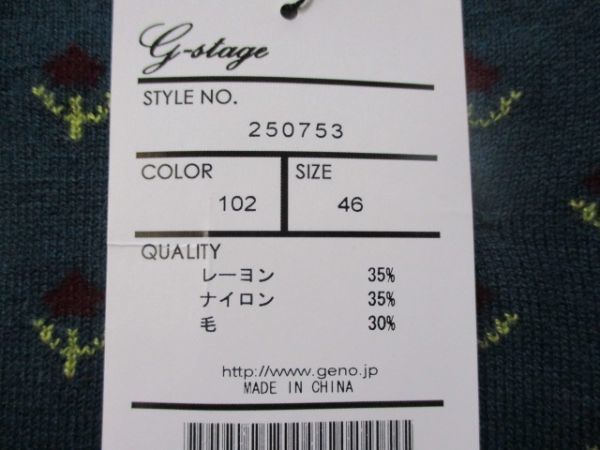 G-stage
STYLE NO.
250753
COLOR SIZE
102 46
QUALITY
レーヨン 35%
ナイロン 35%
毛 30%
http://www.geno.jp
MADE IN CHINA